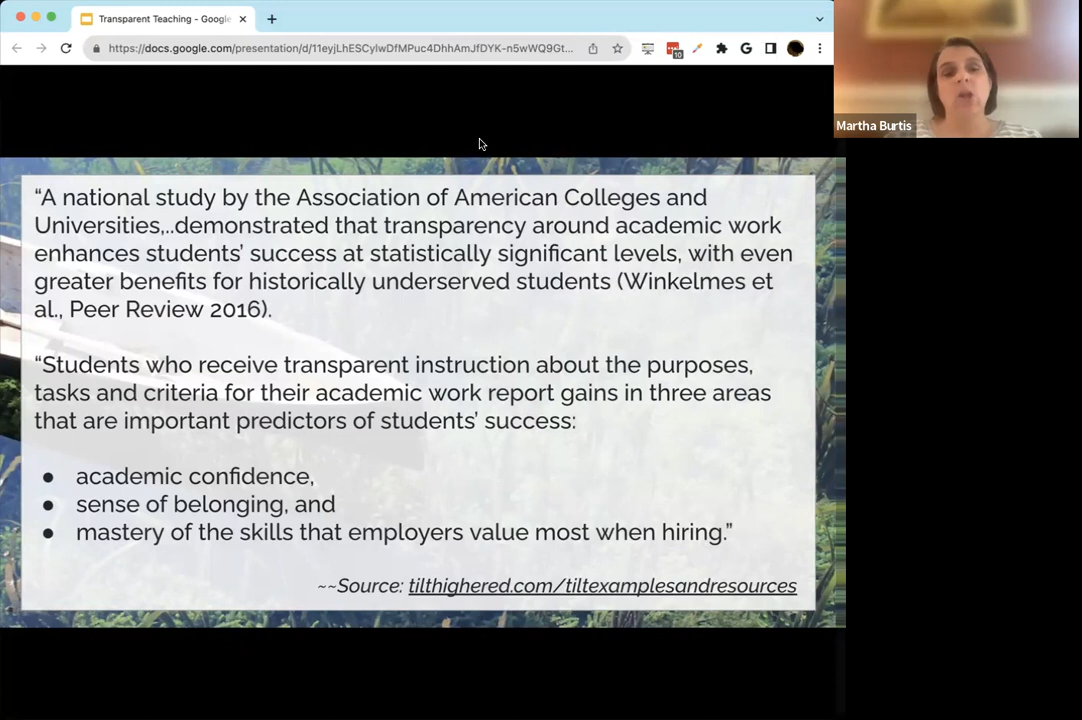 Transparent Teaching - Google
https://docs.google.com/presentation/d/11eyjLhESCylwDfMPuc4DhhAmJfDYK-n5wWQ9Gt...
10
G
Martha Burtis
“A national study by the Association of American Colleges and
Universities,..demonstrated that transparency around academic work
enhances students’ success at statistically significant levels, with even
greater benefits for historically underserved students (Winkelmes et
al., Peer Review 2016).
“Students who receive transparent instruction about the purposes,
tasks and criteria for their academic work report gains in three areas
that are important predictors of students’ success:
● academic confidence,
● sense of belonging, and
● mastery of the skills that employers value most when hiring.”
~~Source: tilthighered.com/tiltexamplesandresources